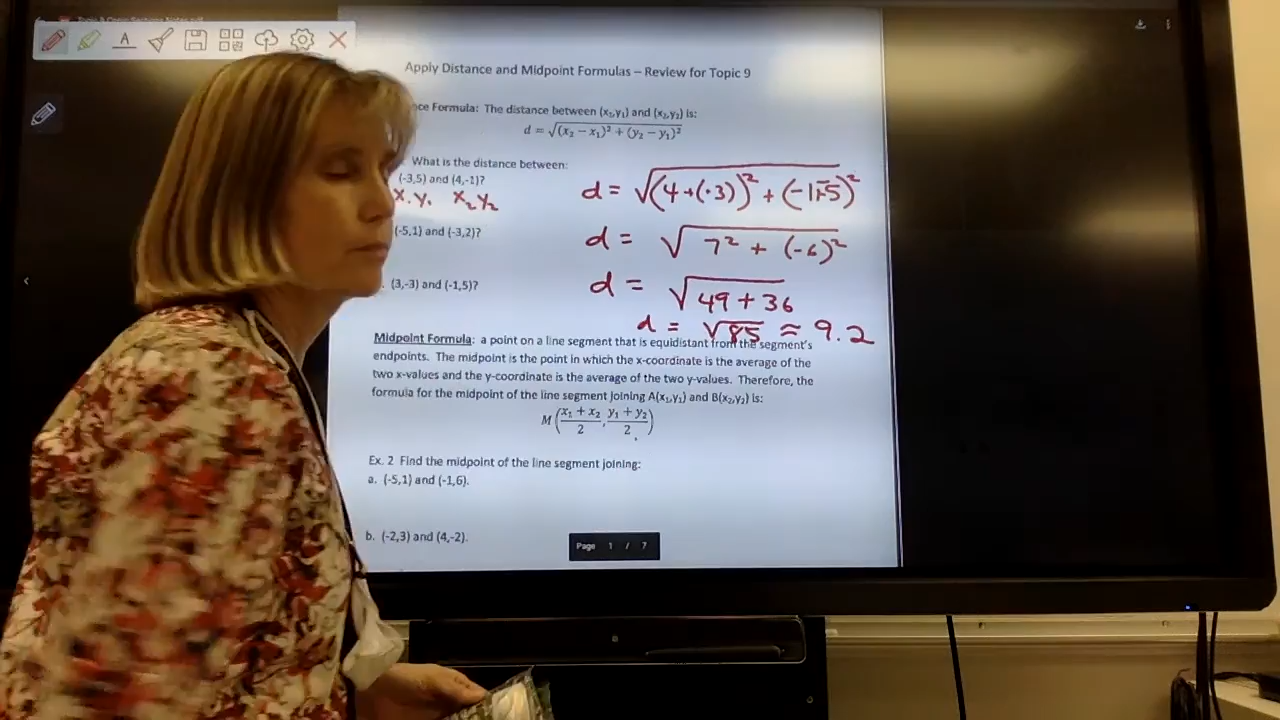 Apply Distance and Midpoint Formulas – Review for Topic 9
Formula: The distance between (x₁,y₁) and (x₂,y₂) is:
d = √(x₂ − x₁)² + (y₂ − y₁)²
What is the distance between:
(-3,5) and (4,-1)?
x₁ y₁ x₂ y₂
d = √(4+(+3))² + (-1+-5)²
(-5,1) and (-3,2)?
d = √7² + (-6)²
(3,-3) and (-1,5)?
d = √49 + 36
d = √85 ≈ 9.2
Midpoint Formula: a point on a line segment that is equidistant from the segment's
endpoints. The midpoint is the point in which the x-coordinate is the average of the
two x-values and the y-coordinate is the average of the two y-values. Therefore, the
formula for the midpoint of the line segment joining A(x₁,y₁) and B(x₂,y₂) is:
M(x₁ + x₂/2, y₁ + y₂/2)
Ex. 2 Find the midpoint of the line segment joining:
a. (-5,1) and (-1,6).
b. (-2,3) and (4,-2).
Page 1 / 7